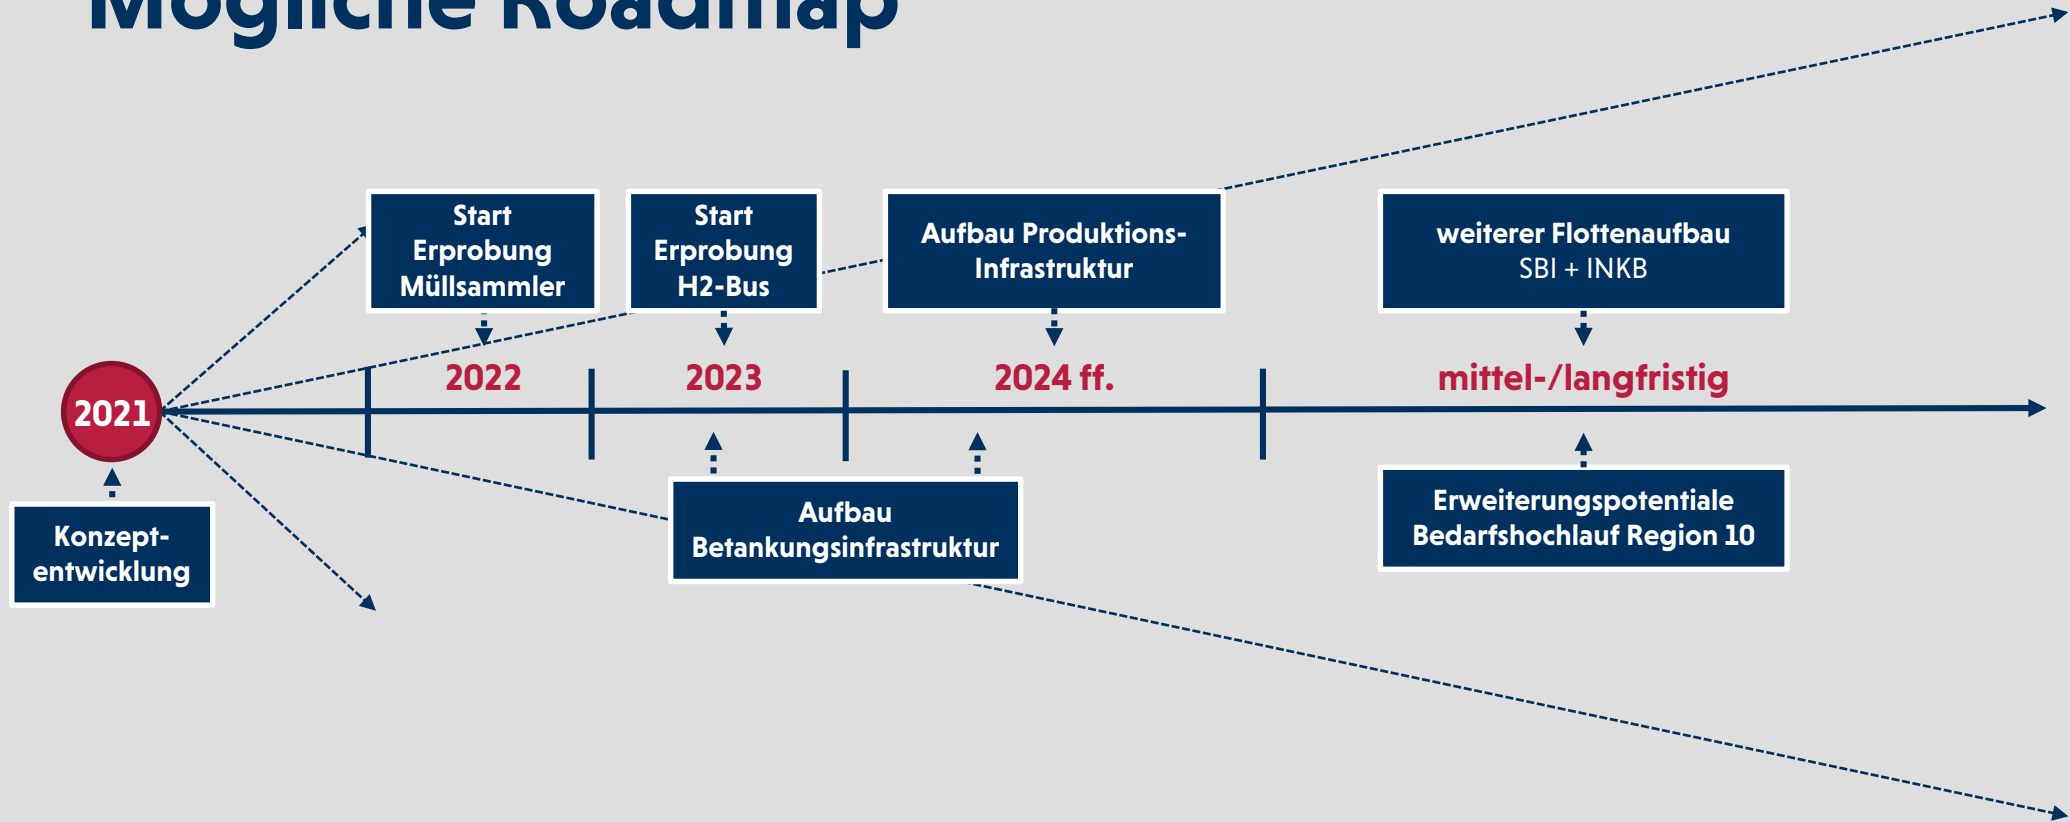 Mögliche Roadmap
Start
Erprobung
Müllsammler
Start
Erprobung
H2-Bus
Aufbau Produktions-
Infrastruktur
weiterer Flottenaufbau
SBI + INKB
2021
2022
2023
2024 ff.
mittel-/langfristig
Konzept-
entwicklung
Aufbau
Betankungsinfrastruktur
Erweiterungspotentiale
Bedarfshochlauf Region 10